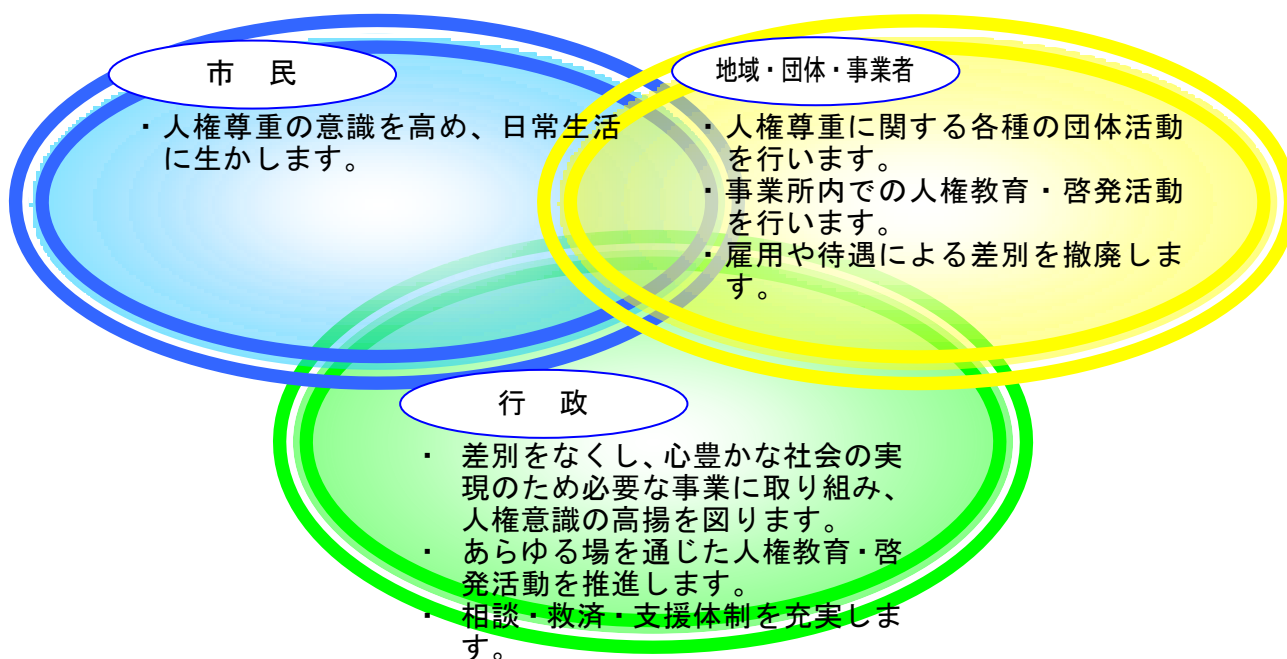 市　民
・人権尊重の意識を高め、日常生活
に生かします。
地域・団体・事業者
・人権尊重に関する各種の団体活動
を行います。
・事業所内での人権教育・啓発活動
を行います。
・雇用や待遇による差別を撤廃しま
す。
行　政
・　差別をなくし、心豊かな社会の実
現のため必要な事業に取り組み、
人権意識の高揚を図ります。
・　あらゆる場を通じた人権教育・啓
発活動を推進します。
・　相談・救済・支援体制を充実しま
す。